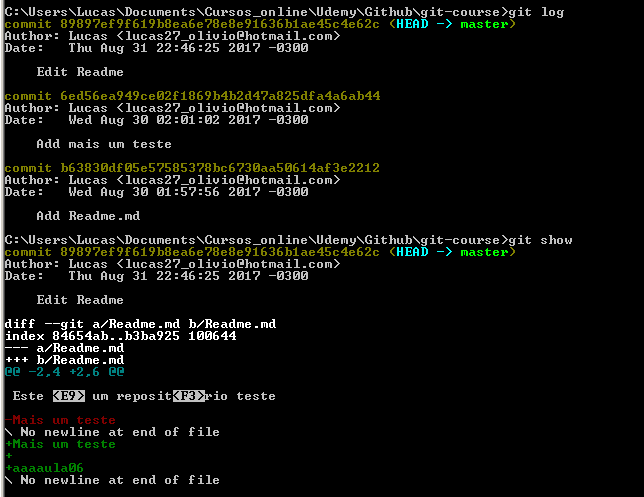 C:\Users\Lucas\Documents\Cursos_online\Udemy\Github\git-course>git log
commit 89897ef9f619b8ea6e78e8e91636b1ae45c4e62c (HEAD -> master)
Author: Lucas <lucas27_olivio@hotmail.com>
Date:   Thu Aug 31 22:46:25 2017 -0300
    Edit Readme
commit 6ed56ea949ce02f1869b4b2d47a825dfa4a6ab44
Author: Lucas <lucas27_olivio@hotmail.com>
Date:   Wed Aug 30 02:01:02 2017 -0300
    Add mais um teste
commit b63830df05e57585378bc6730aa50614af3e2212
Author: Lucas <lucas27_olivio@hotmail.com>
Date:   Wed Aug 30 01:57:56 2017 -0300
    Add Readme.md
C:\Users\Lucas\Documents\Cursos_online\Udemy\Github\git-course>git show
commit 89897ef9f619b8ea6e78e8e91636b1ae45c4e62c (HEAD -> master)
Author: Lucas <lucas27_olivio@hotmail.com>
Date:   Thu Aug 31 22:46:25 2017 -0300
    Edit Readme
diff --git a/Readme.md b/Readme.md
index 84654ab..b3ba925 100644
--- a/Readme.md
+++ b/Readme.md
@@ -2,4 +2,6 @@
 Este <E9> um reposit<F3>rio teste
-Mais um teste
\ No newline at end of file
+Mais um teste
+
+aaaaula06
\ No newline at end of file